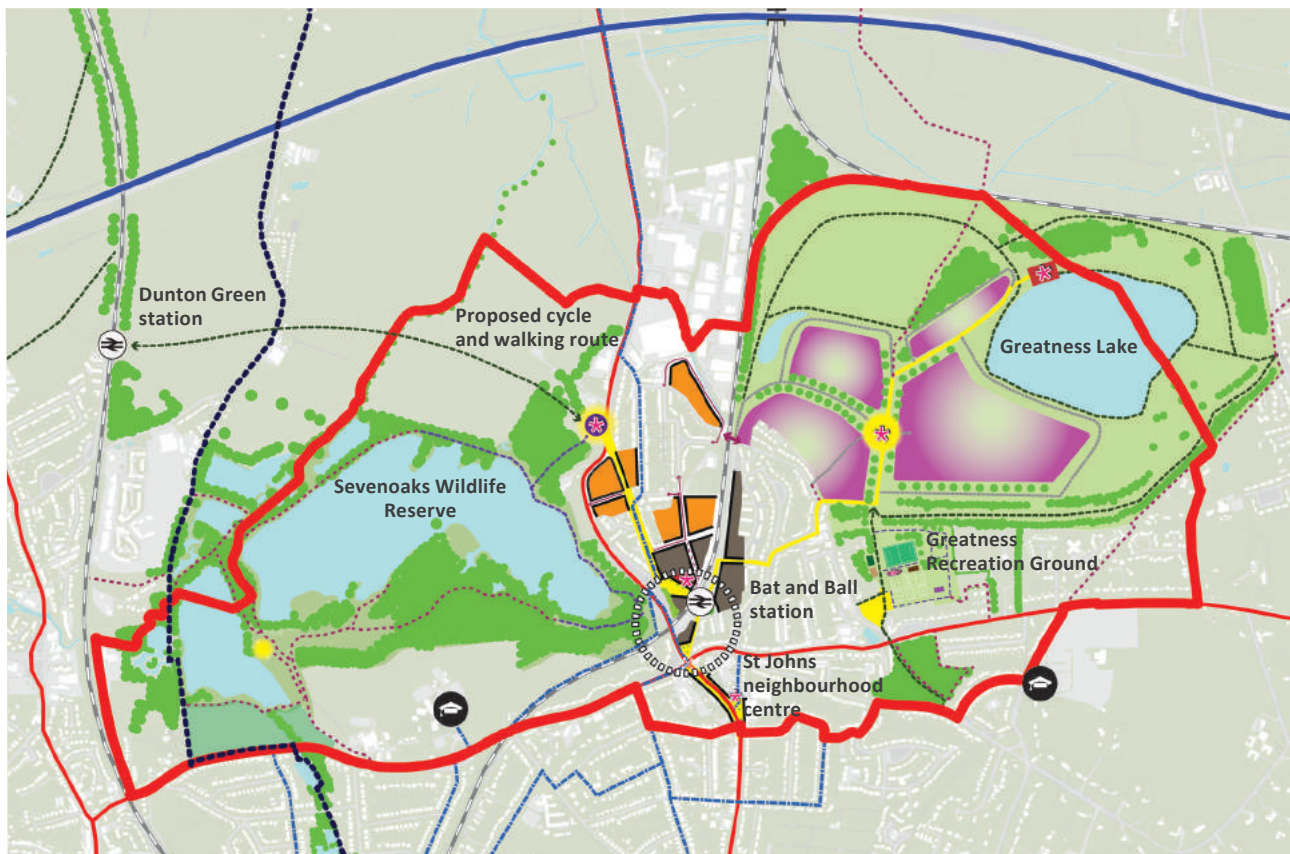 Dunton Green
station
Proposed cycle
and walking route
Greatness Lake
Sevenoaks Wildlife
Reserve
Greatness
Recreation Ground
Bat and Ball
station
St Johns
neighbourhood
centre